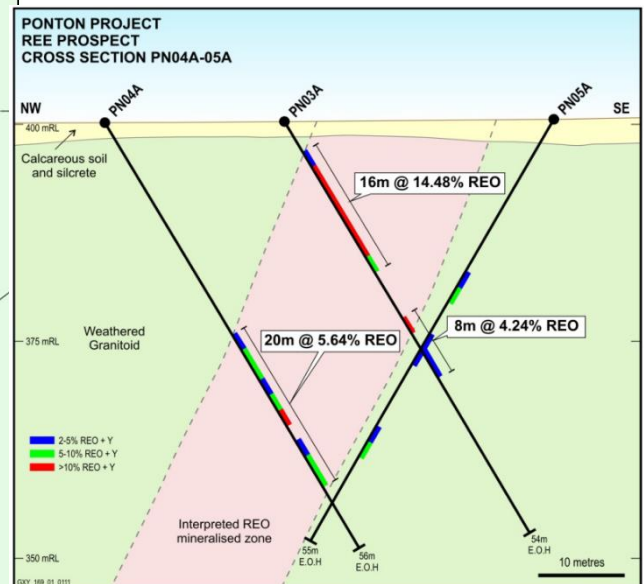 PONTON PROJECT
REE PROSPECT
CROSS SECTION PN04A-05A
PN04A
PN03A
PN05A
NW
SE
400 mRL
Calcareous soil
and silcrete
16m @ 14.48% REO
Weathered
Granitoid
375 mRL
8m @ 4.24% REO
20m @ 5.64% REO
2-5% REO + Y
5-10% REO + Y
>10% REO + Y
Interpreted REO
mineralised zone
54m
E.O.H
350 mRL
55m
E.O.H
56m
E.O.H
10 metres
GXY_169_01_0111